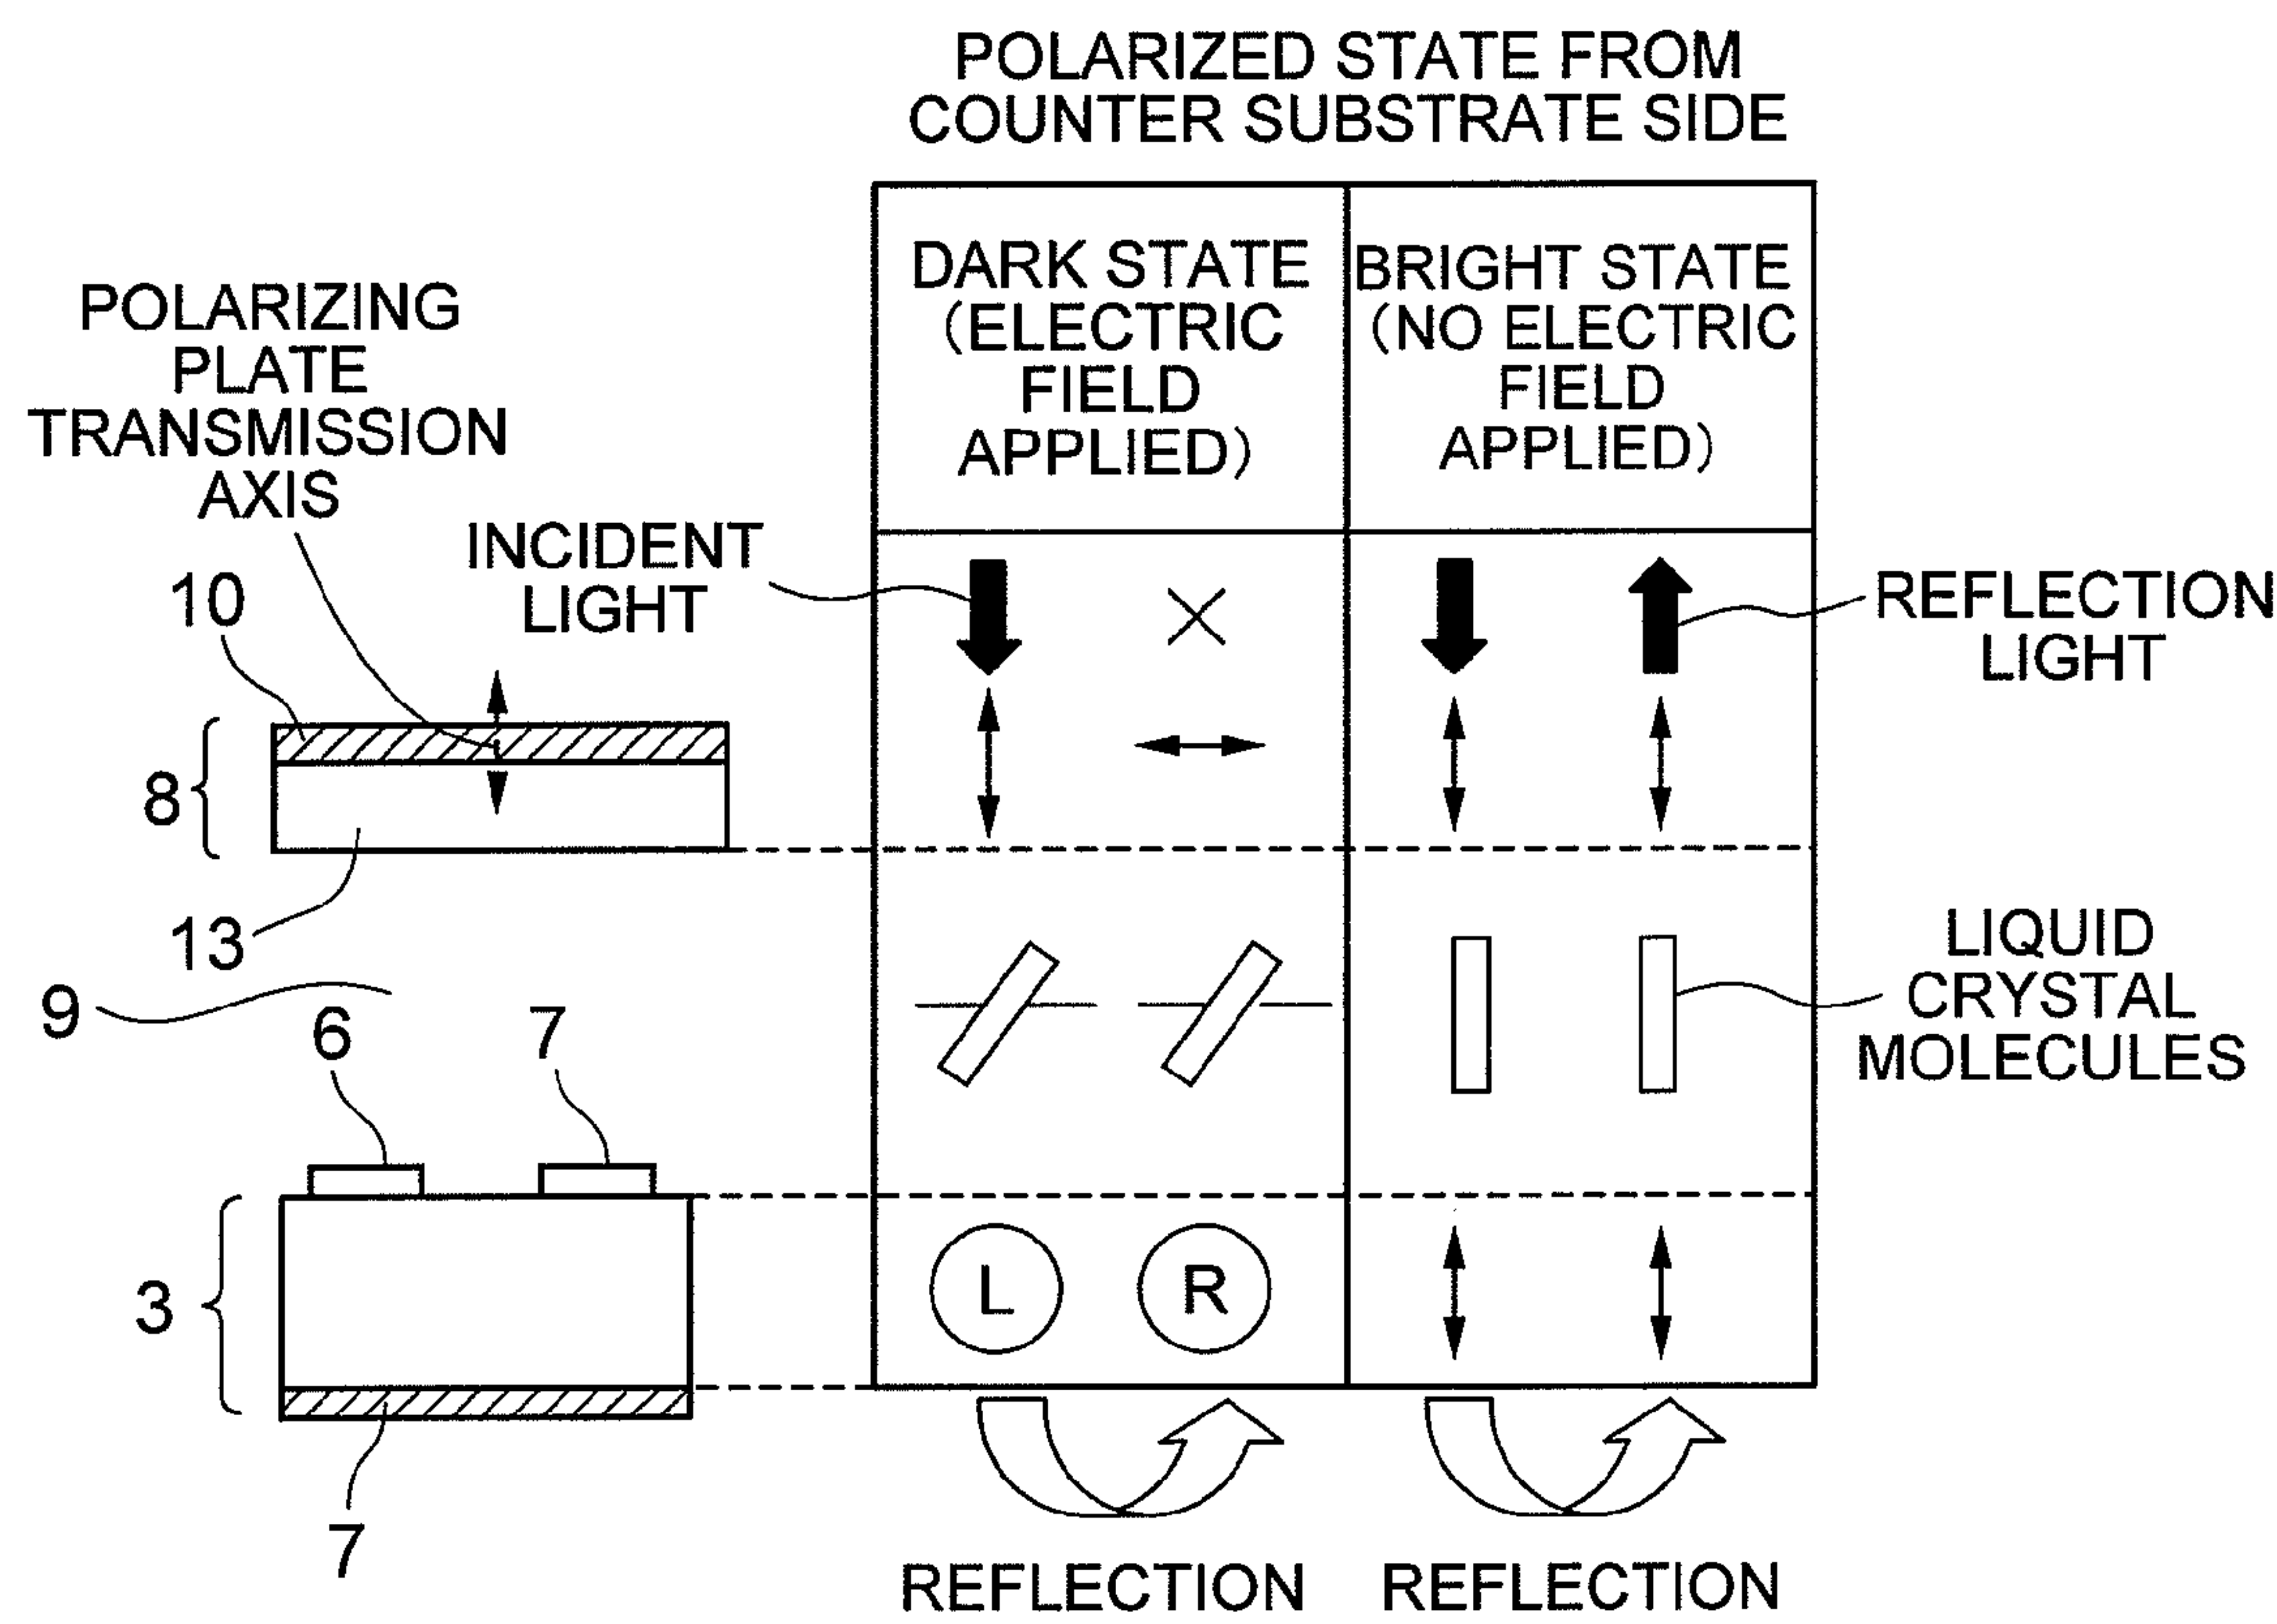 POLARIZED STATE FROM
COUNTER SUBSTRATE SIDE
DARK STATE
(ELECTRIC
FIELD
APPLIED)
BRIGHT STATE
(NO ELECTRIC
FIELD
APPLIED)
POLARIZING
PLATE
TRANSMISSION
AXIS
INCIDENT
LIGHT
REFLECTION
LIGHT
10
8
13
9
6
7
LIQUID
CRYSTAL
MOLECULES
3
L
R
7
REFLECTION
REFLECTION